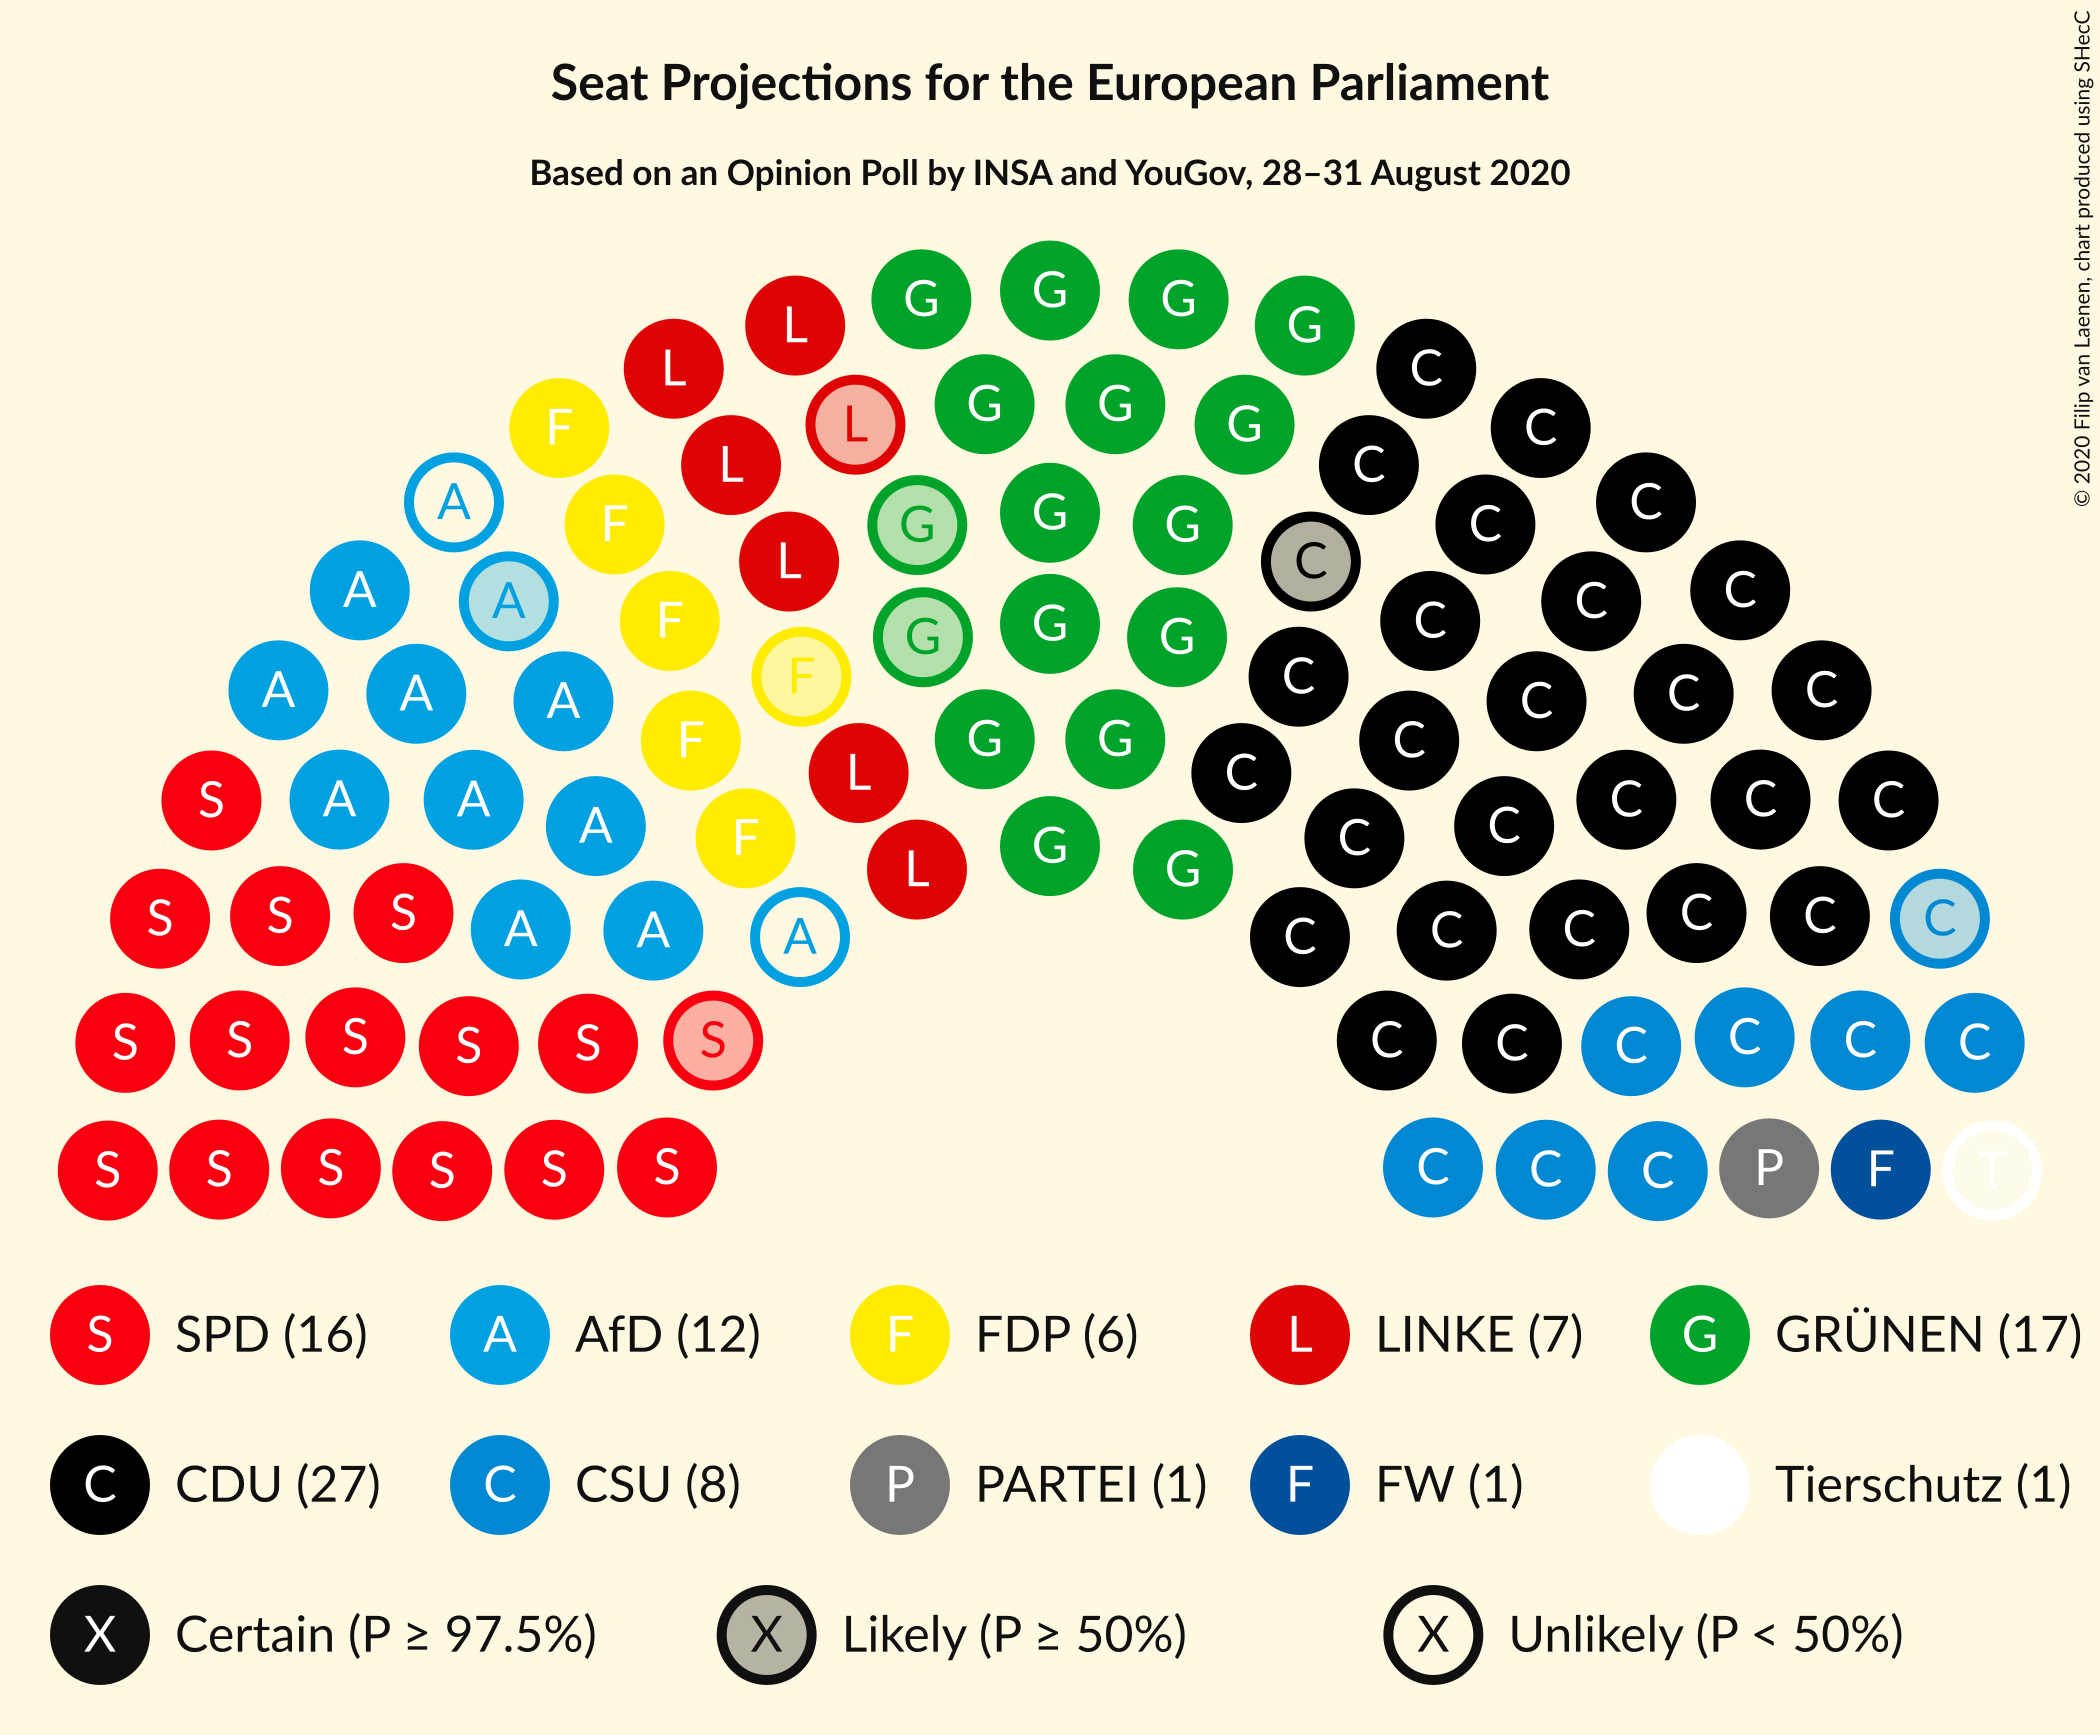 Seat Projections for the European Parliament
Based on an Opinion Poll by INSA and YouGov, 28–31 August 2020
© 2020 Filip van Laenen, chart produced using SHecC
G G G G
L L C C
F G G G C
L L C C
A F L G G G C C C
A A F L G G G C C C C
A A A F F C C C C C
S A A A F L G G C C C C C C
S S S A A A L G G C C C C C C
S S S S S S C C C C C C
S S S S S S C C C P F T
S SPD (16) A AfD (12) F FDP (6) L LINKE (7) G GRÜNEN (17)
C CDU (27) C CSU (8) P PARTEI (1) F FW (1) Tierschutz (1)
X Certain (P ≥ 97.5%) X Likely (P ≥ 50%) X Unlikely (P < 50%)